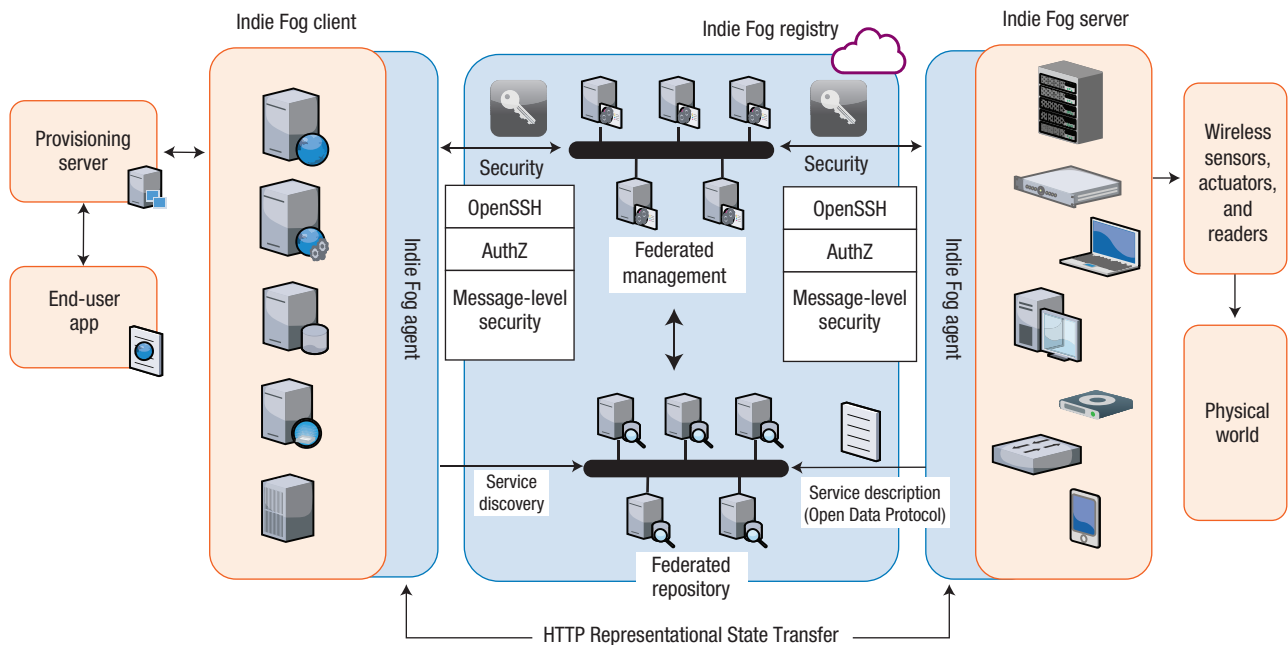 Indie Fog client
Indie Fog registry
Indie Fog server
Provisioning
server
End-user
app
Indie Fog agent
Security
OpenSSH
AuthZ
Message-level
security
Federated
management
Security
OpenSSH
AuthZ
Message-level
security
Indie Fog agent
Wireless
sensors,
actuators,
and
readers
Physical
world
Service
discovery
Service description
(Open Data Protocol)
Federated
repository
HTTP Representational State Transfer